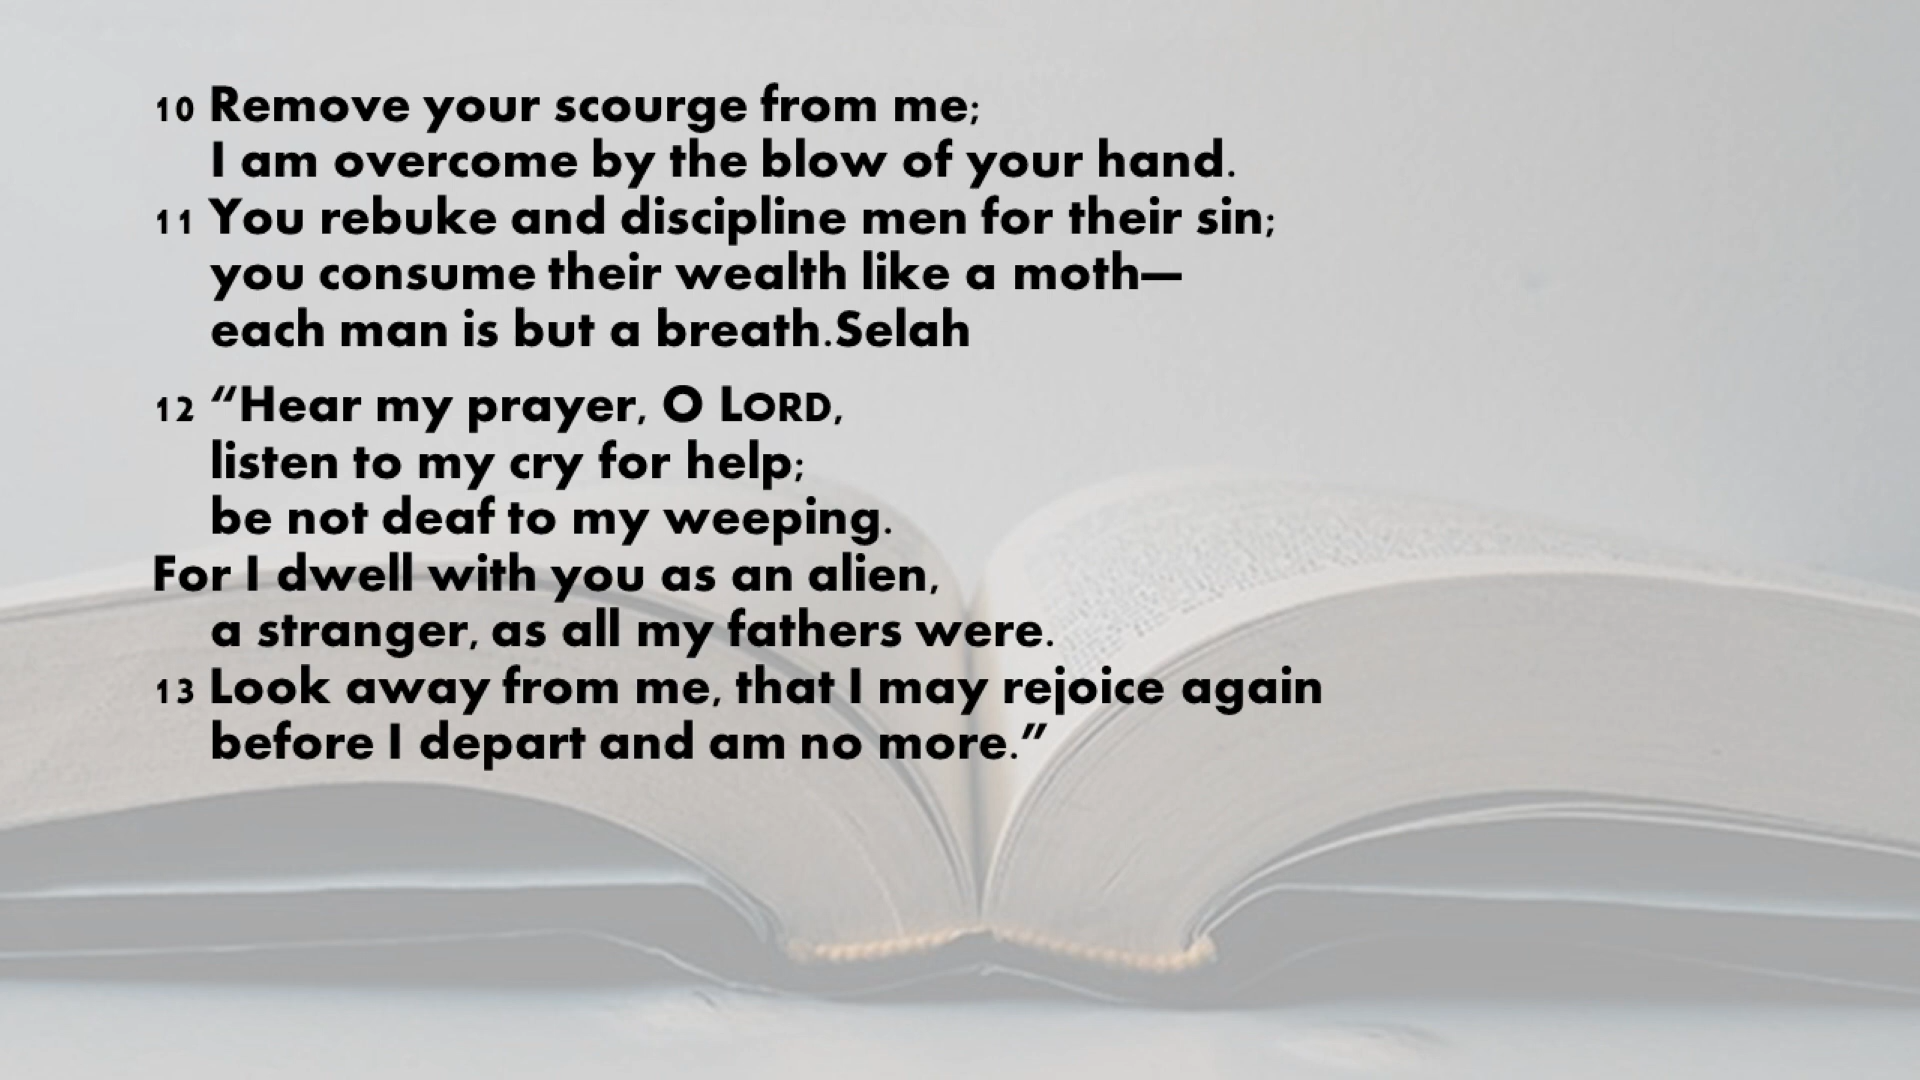 10 Remove your scourge from me;
I am overcome by the blow of your hand.
11 You rebuke and discipline men for their sin;
you consume their wealth like a moth—
each man is but a breath.Selah
12 “Hear my prayer, O LORD,
listen to my cry for help;
be not deaf to my weeping.
For I dwell with you as an alien,
a stranger, as all my fathers were.
13 Look away from me, that I may rejoice again
before I depart and am no more.”